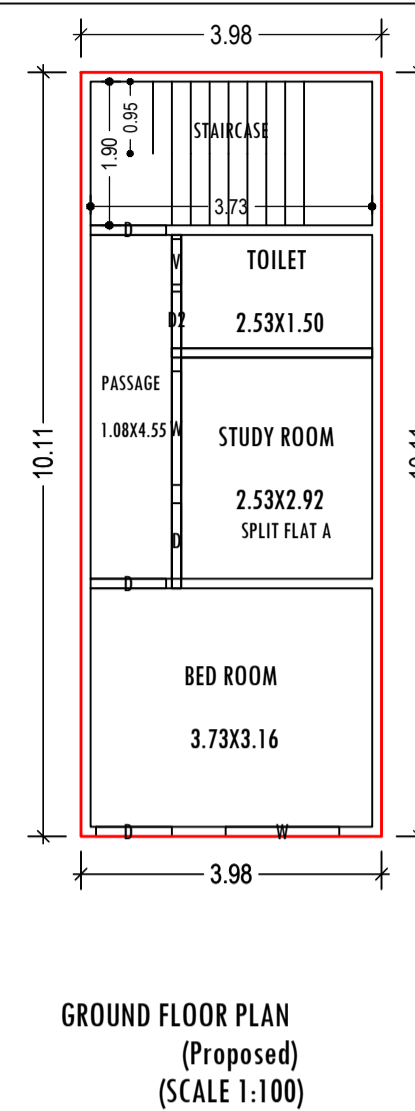 3.98
0.95
1.90
STAIRCASE
3.73
D
V
TOILET
D2
2.53X1.50
PASSAGE
1.08X4.55
W
STUDY ROOM
10.11
10.11
2.53X2.92
SPLIT FLAT A
D
D
BED ROOM
3.73X3.16
D
W
3.98
GROUND FLOOR PLAN
(Proposed)
(SCALE 1:100)